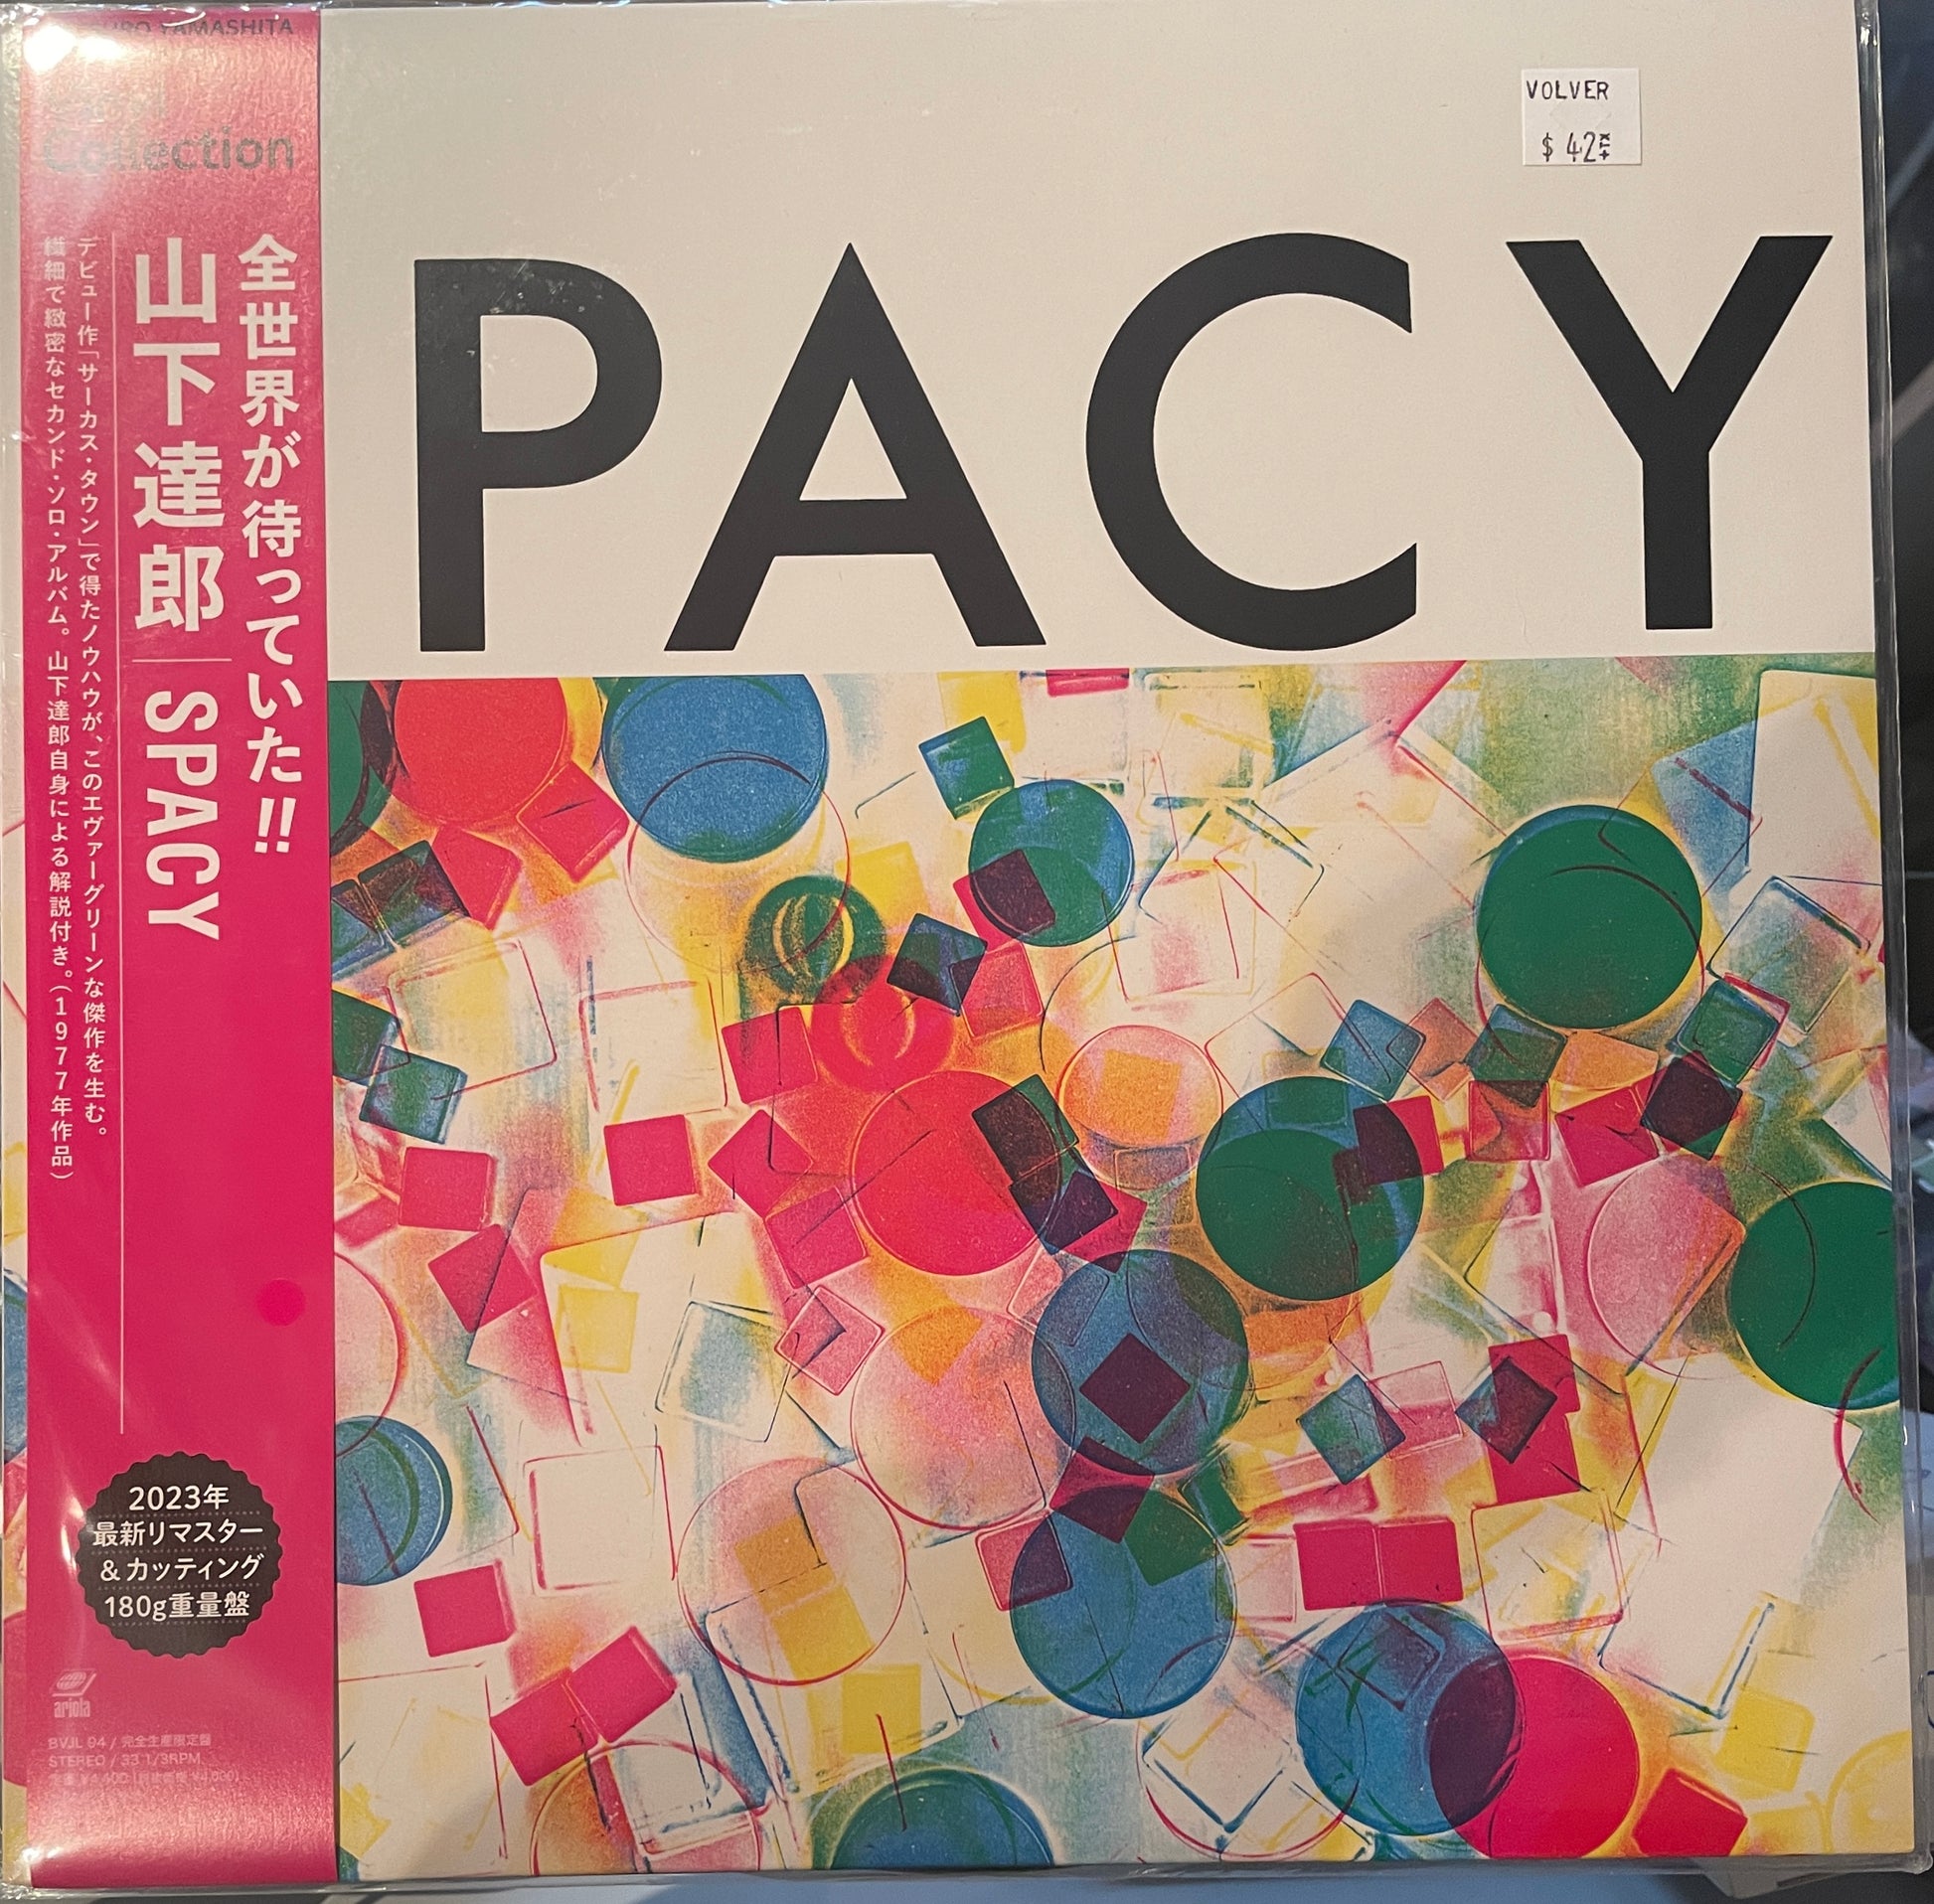 YAMASHITA
Collection
全世界が待っていた!!
山下達郎 SPACY
デビュー作「サーカス・タウン」で得たノウハウが、このエヴァーグリーンな傑作を生む。
繊細で緻密なセカンド・ソロ・アルバム。山下達郎自身による解説付き。(1977年作品)
2023年
最新リマスター
&カッティング
180g重量盤
ariola
BVJL 94 / 完全生産限定盤
STEREO / 33 1/3RPM
VOLVER
$ 42
PACY